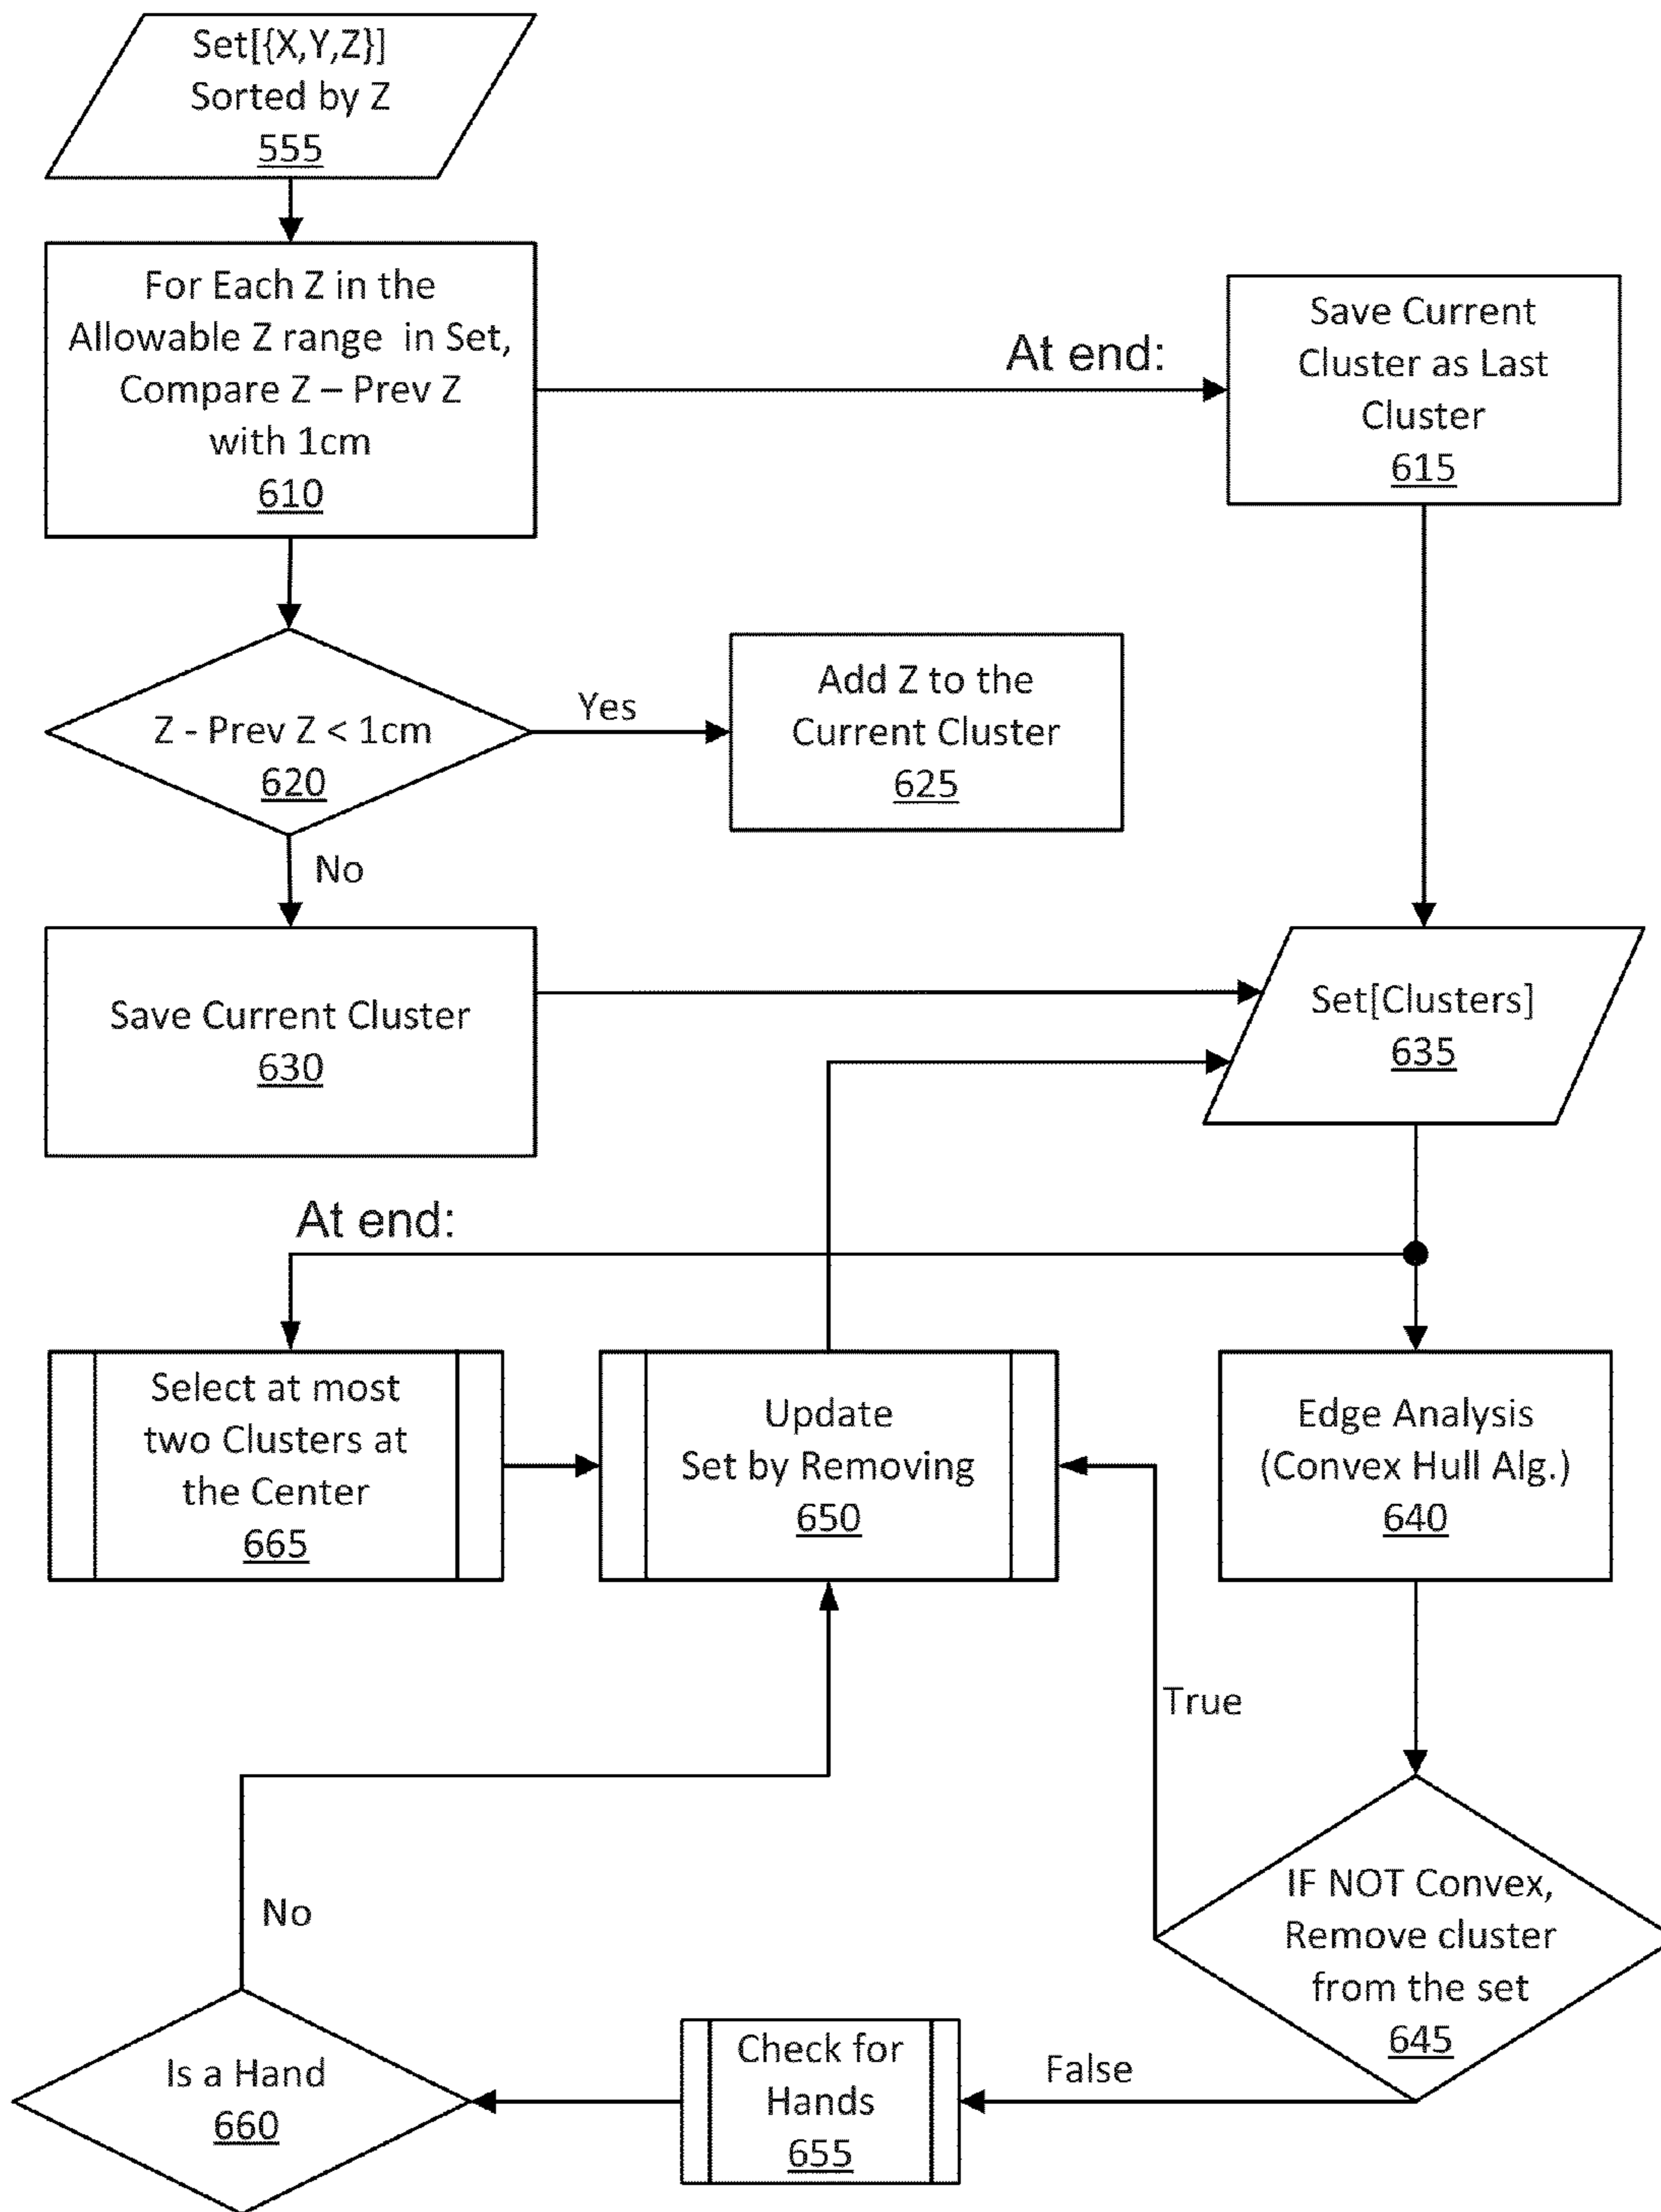 Set[{X,Y,Z}]
Sorted by Z
555
For Each Z in the
Allowable Z range in Set,
Compare Z – Prev Z
with 1cm
610
At end:
Save Current
Cluster as Last
Cluster
615
Z - Prev Z < 1cm
620
Yes
Add Z to the
Current Cluster
625
No
Save Current Cluster
630
Set[Clusters]
635
At end:
Select at most
two Clusters at
the Center
665
Update
Set by Removing
650
Edge Analysis
(Convex Hull Alg.)
640
True
IF NOT Convex,
Remove cluster
from the set
645
No
Is a Hand
660
Check for
Hands
655
False